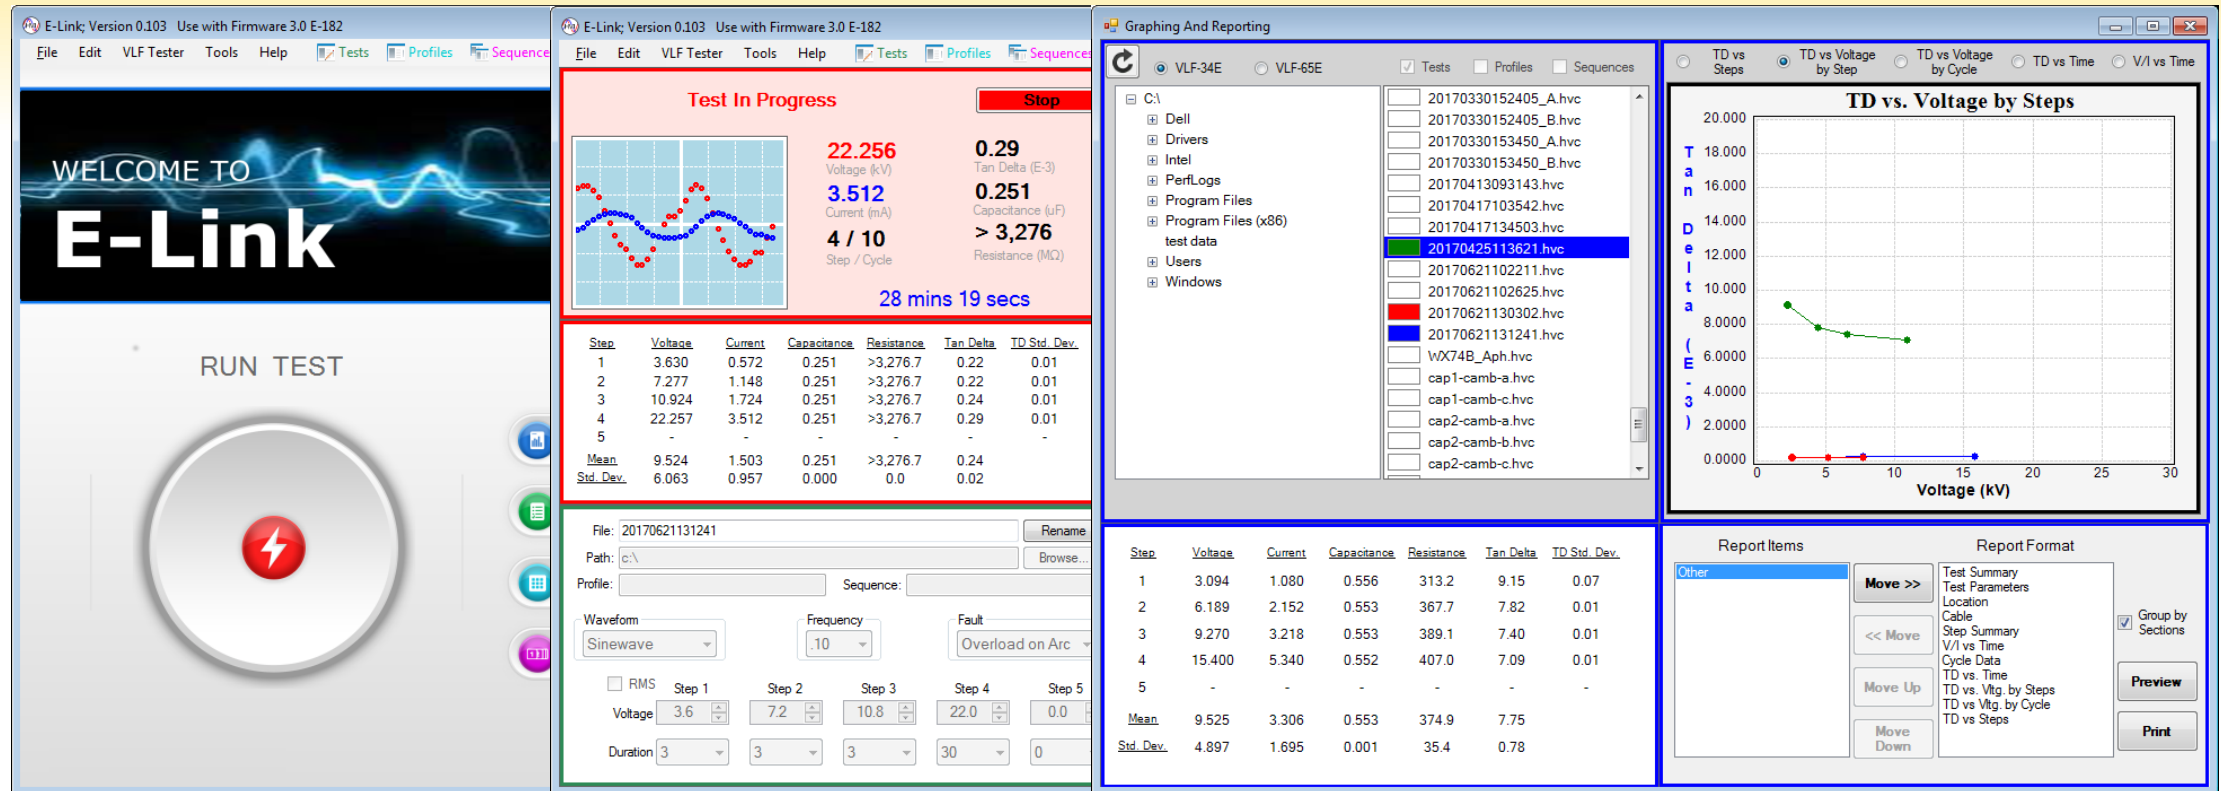 E-Link; Version 0.103   Use with Firmware 3.0 E-182
File Edit VLF Tester Tools Help Tests Profiles Sequence
WELCOME TO
E-Link
RUN TEST
E-Link; Version 0.103   Use with Firmware 3.0 E-182
File Edit VLF Tester Tools Help Tests Profiles Sequences
Test In Progress Stop
22.256 0.29
Voltage (kV) Tan Delta (E-3)
3.512 0.251
Current (mA) Capacitance (uF)
4 / 10 > 3,276
Step / Cycle Resistance (MΩ)
28 mins 19 secs
Step Voltage Current Capacitance Resistance Tan Delta TD Std. Dev.
1 3.630 0.572 0.251 >3,276.7 0.22 0.01
2 7.277 1.148 0.251 >3,276.7 0.22 0.01
3 10.924 1.724 0.251 >3,276.7 0.24 0.01
4 22.257 3.512 0.251 >3,276.7 0.29 0.01
5 - - - - - -
Mean 9.524 1.503 0.251 >3,276.7 0.24
Std. Dev. 6.063 0.957 0.000 0.0 0.02
File: 20170621131241 Rename
Path: c:\ Browse...
Profile: Sequence:
Waveform Frequency Fault
Sinewave .10 Overload on Arc
RMS Step 1 Step 2 Step 3 Step 4 Step 5
Voltage 3.6 7.2 10.8 22.0 0.0
Duration 3 3 3 30 0
Graphing And Reporting
VLF-34E VLF-65E Tests Profiles Sequences
C:\
Dell
Drivers
Intel
PerfLogs
Program Files
Program Files (x86)
test data
Users
Windows
20170330152405_A.hvc
20170330152405_B.hvc
20170330153450_A.hvc
20170330153450_B.hvc
20170413093143.hvc
20170417103542.hvc
20170417134503.hvc
20170425113621.hvc
20170621102211.hvc
20170621102625.hvc
20170621130302.hvc
20170621131241.hvc
WX74B_Aph.hvc
cap1-camb-a.hvc
cap1-camb-c.hvc
cap2-camb-a.hvc
cap2-camb-b.hvc
cap2-camb-c.hvc
TD vs Steps TD vs Voltage by Step TD vs Voltage by Cycle TD vs Time V/I vs Time
TD vs. Voltage by Steps
Tan Delta (E-3)
20.000
18.000
16.000
14.000
12.000
10.000
8.0000
6.0000
4.0000
2.0000
0.0000
0 5 10 15 20 25 30
Voltage (kV)
Step Voltage Current Capacitance Resistance Tan Delta TD Std. Dev.
1 3.094 1.080 0.556 313.2 9.15 0.07
2 6.189 2.152 0.553 367.7 7.82 0.01
3 9.270 3.218 0.553 389.1 7.40 0.01
4 15.400 5.340 0.552 407.0 7.09 0.01
5 - - - - - -
Mean 9.525 3.306 0.553 374.9 7.75
Std. Dev. 4.897 1.695 0.001 35.4 0.78
Report Items Report Format
Other
Move >>
<< Move
Move Up
Move Down
Test Summary
Test Parameters
Location
Cable
Step Summary
V/I vs Time
Cycle Data
TD vs. Time
TD vs. Vltg. by Steps
TD vs Vltg. by Cycle
TD vs Steps
Group by Sections
Preview
Print